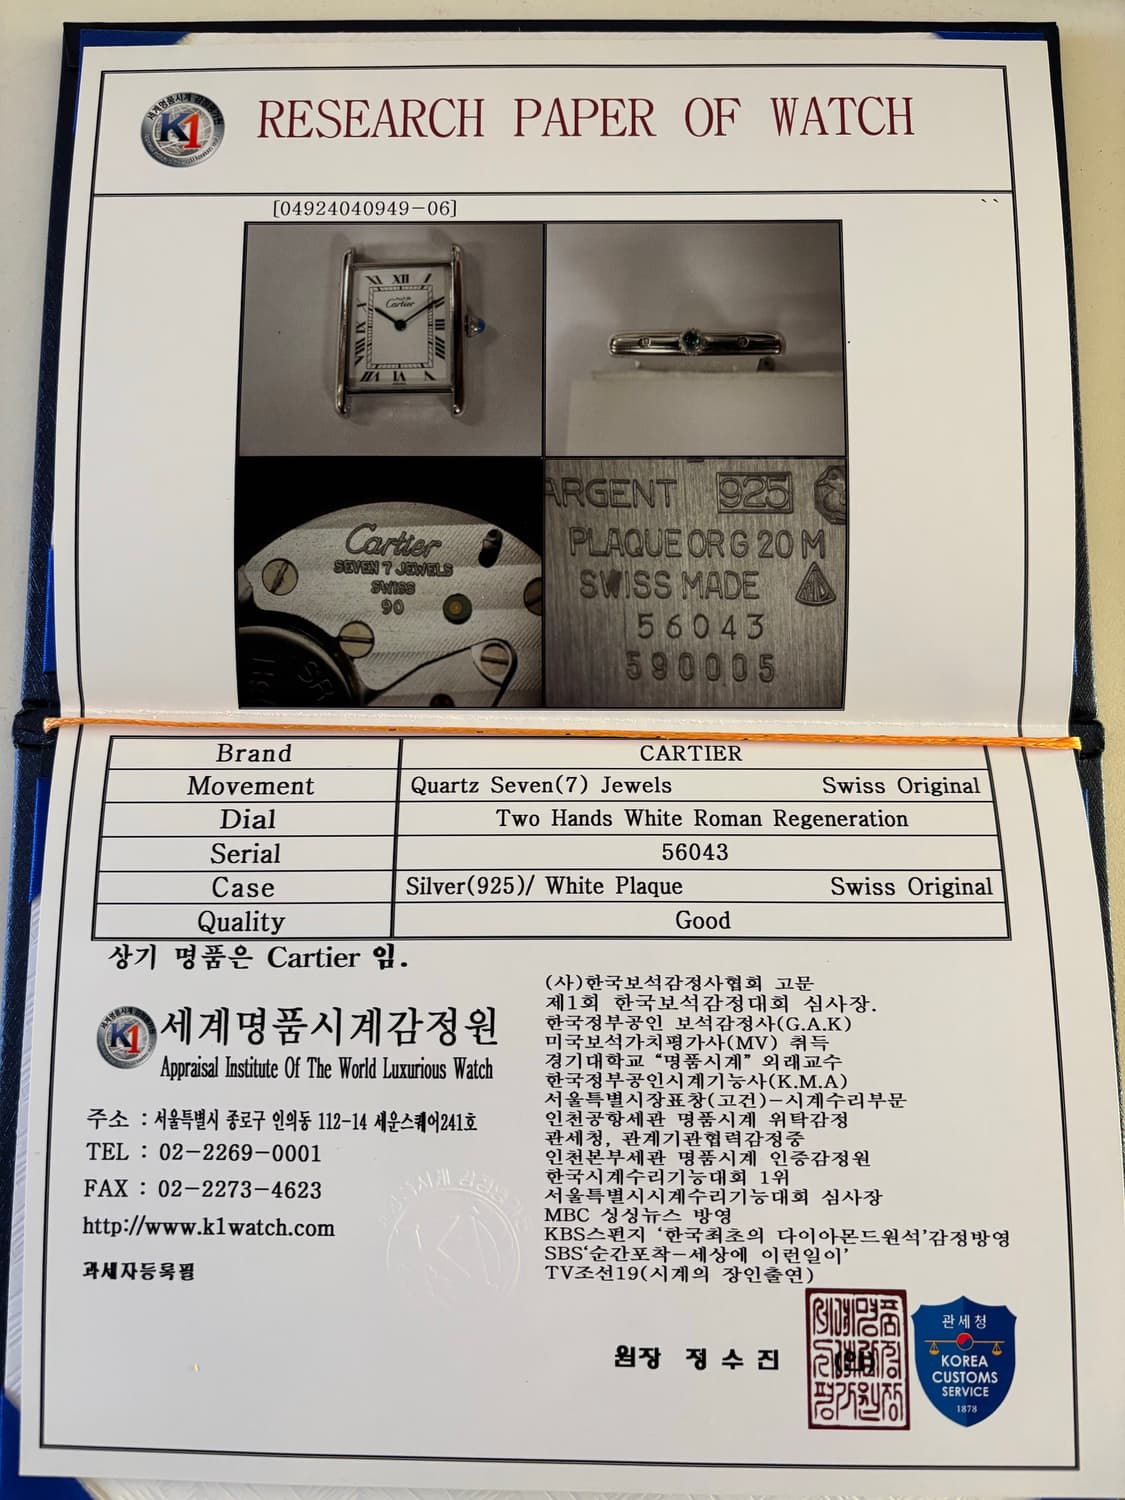 K1
RESEARCH PAPER OF WATCH
[04924040949-06]
XII
Cartier
Cartier
SEVEN 7 JEWELS
SWISS
90
ARGENT 925
PLAQUE OR G 20 M
SWISS MADE
56043
590005
Brand CARTIER
Movement Quartz Seven(7) Jewels Swiss Original
Dial Two Hands White Roman Regeneration
Serial 56043
Case Silver(925)/ White Plaque Swiss Original
Quality Good
상기 명품은 Cartier 임.
K1 세계명품시계감정원
Appraisal Institute Of The World Luxurious Watch
주소 : 서울특별시 종로구 인의동 112-14 세운스퀘어241호
TEL : 02-2269-0001
FAX : 02-2273-4623
http://www.k1watch.com
과세자등록필
(사)한국보석감정사협회 고문
제1회 한국보석감정대회 심사장.
한국정부공인 보석감정사(G.A.K)
미국보석가치평가사(MV) 취득
경기대학교 "명품시계" 외래교수
한국정부공인시계기능사(K.M.A)
서울특별시장표창(고건)-시계수리부문
인천공항세관 명품시계 위탁감정
관세청, 관계기관협력감정중
인천본부세관 명품시계 인증감정원
한국시계수리기능대회 1위
서울특별시시계수리기능대회 심사장
MBC 싱싱뉴스 방영
KBS스펀지 '한국최초의 다이아몬드원석'감정방영
SBS'순간포착-세상에 이런일이'
TV조선19(시계의 장인출연)
원장 정 수 진
관세청
KOREA
CUSTOMS
SERVICE
1878